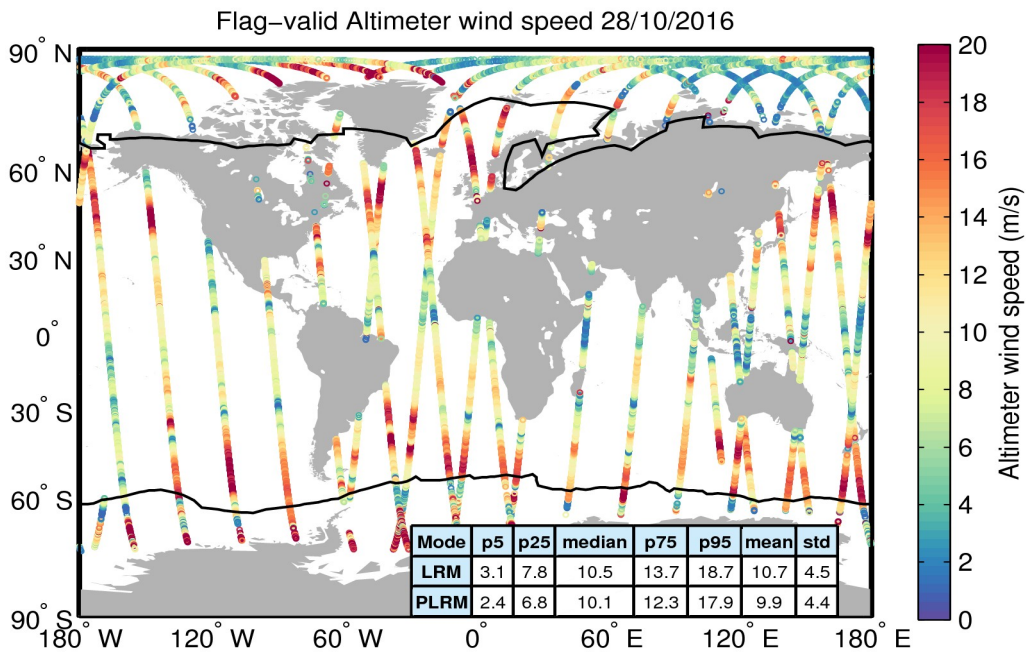 Flag−valid Altimeter wind speed 28/10/2016
90° N
60° N
30° N
0°
30° S
60° S
90° S
180° W
120° W
60° W
0°
60° E
120° E
180° E
Mode p5 p25 median p75 p95 mean std
LRM 3.1 7.8 10.5 13.7 18.7 10.7 4.5
PLRM 2.4 6.8 10.1 12.3 17.9 9.9 4.4
20
18
16
14
12
10
8
6
4
2
0
Altimeter wind speed (m/s)